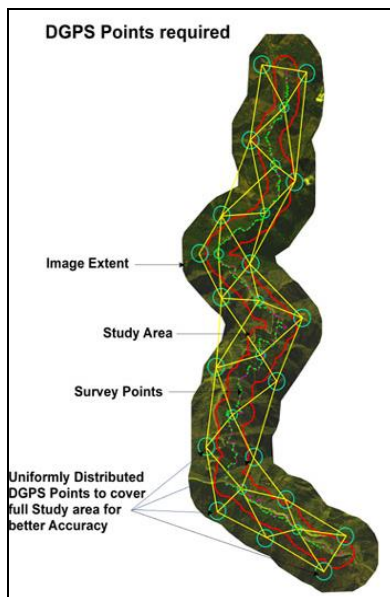 DGPS Points required
Image Extent
Study Area
Survey Points
Uniformly Distributed
DGPS Points to cover
full Study area for
better Accuracy